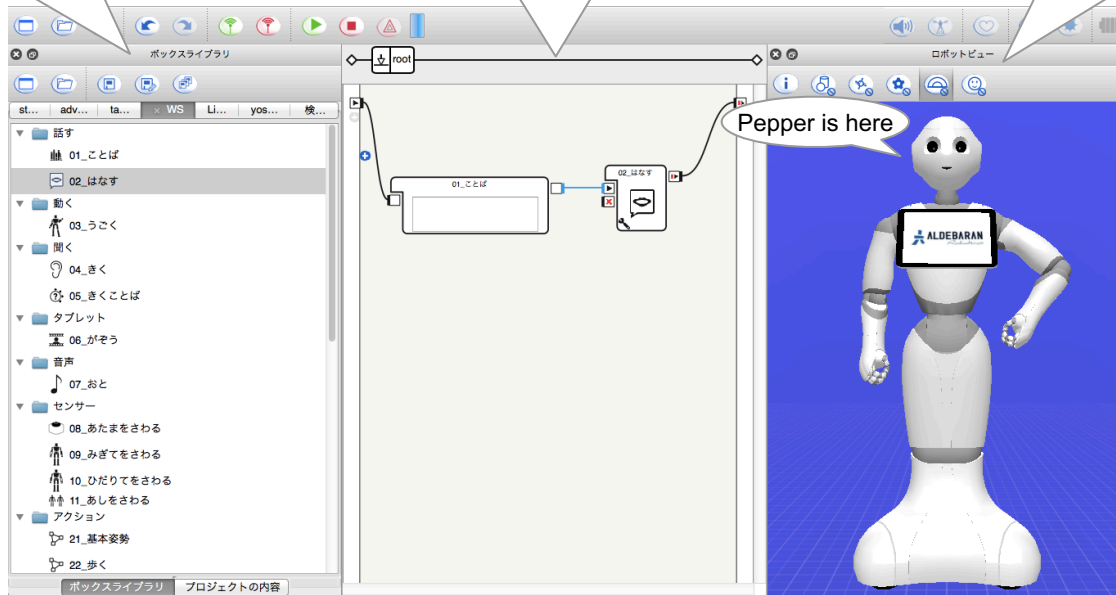 ボックスライブラリ
st... adv... ta... WS Li... yos... 検...
話す
01_ことば
02_はなす
動く
03_うごく
聞く
04_きく
05_きくことば
タブレット
06_がぞう
音声
07_おと
センサー
08_あたまをさわる
09_みぎてをさわる
10_ひだりてをさわる
11_あしをさわる
アクション
21_基本姿勢
22_歩く
ボックスライブラリ プロジェクトの内容
root
01_ことば
02_はなす
ロボットビュー
Pepper is here
ALDEBARAN